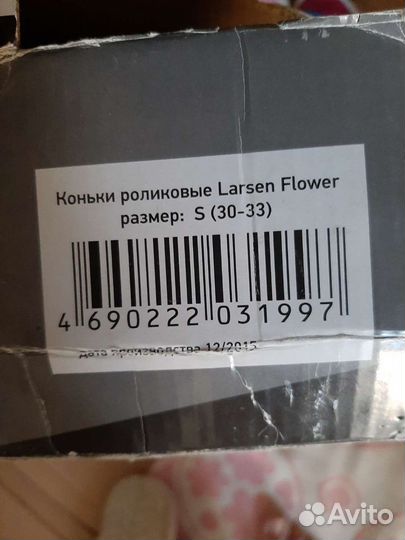 Коньки роликовые Larsen Flower
размер: S (30-33)
4 690222 031997
дата производства 12/2015
Avito